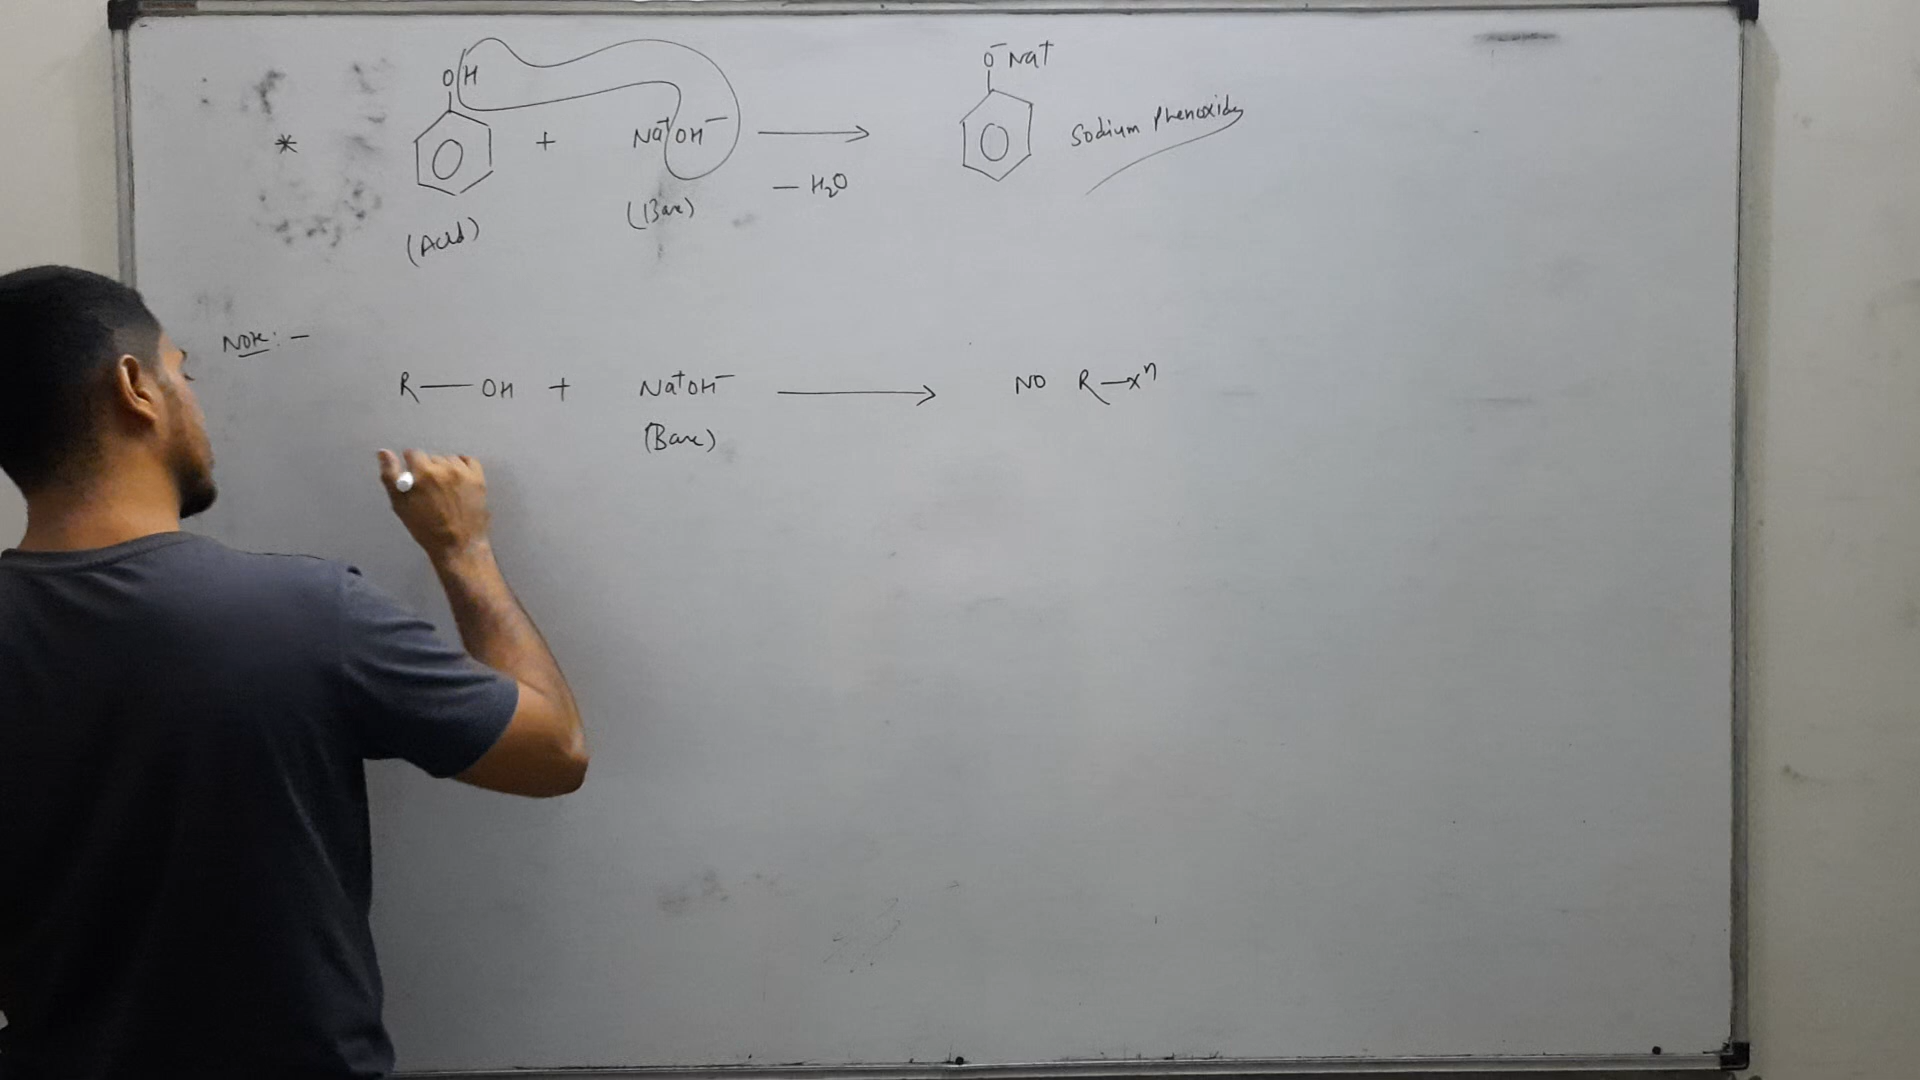 OH + Na⁺OH⁻ ⟶ O⁻Na⁺ Sodium Phenoxide
* − H₂O
(Acid) (Base)
Note: −
R — OH + Na⁺OH⁻ ⟶ NO R—xⁿ
(Base)